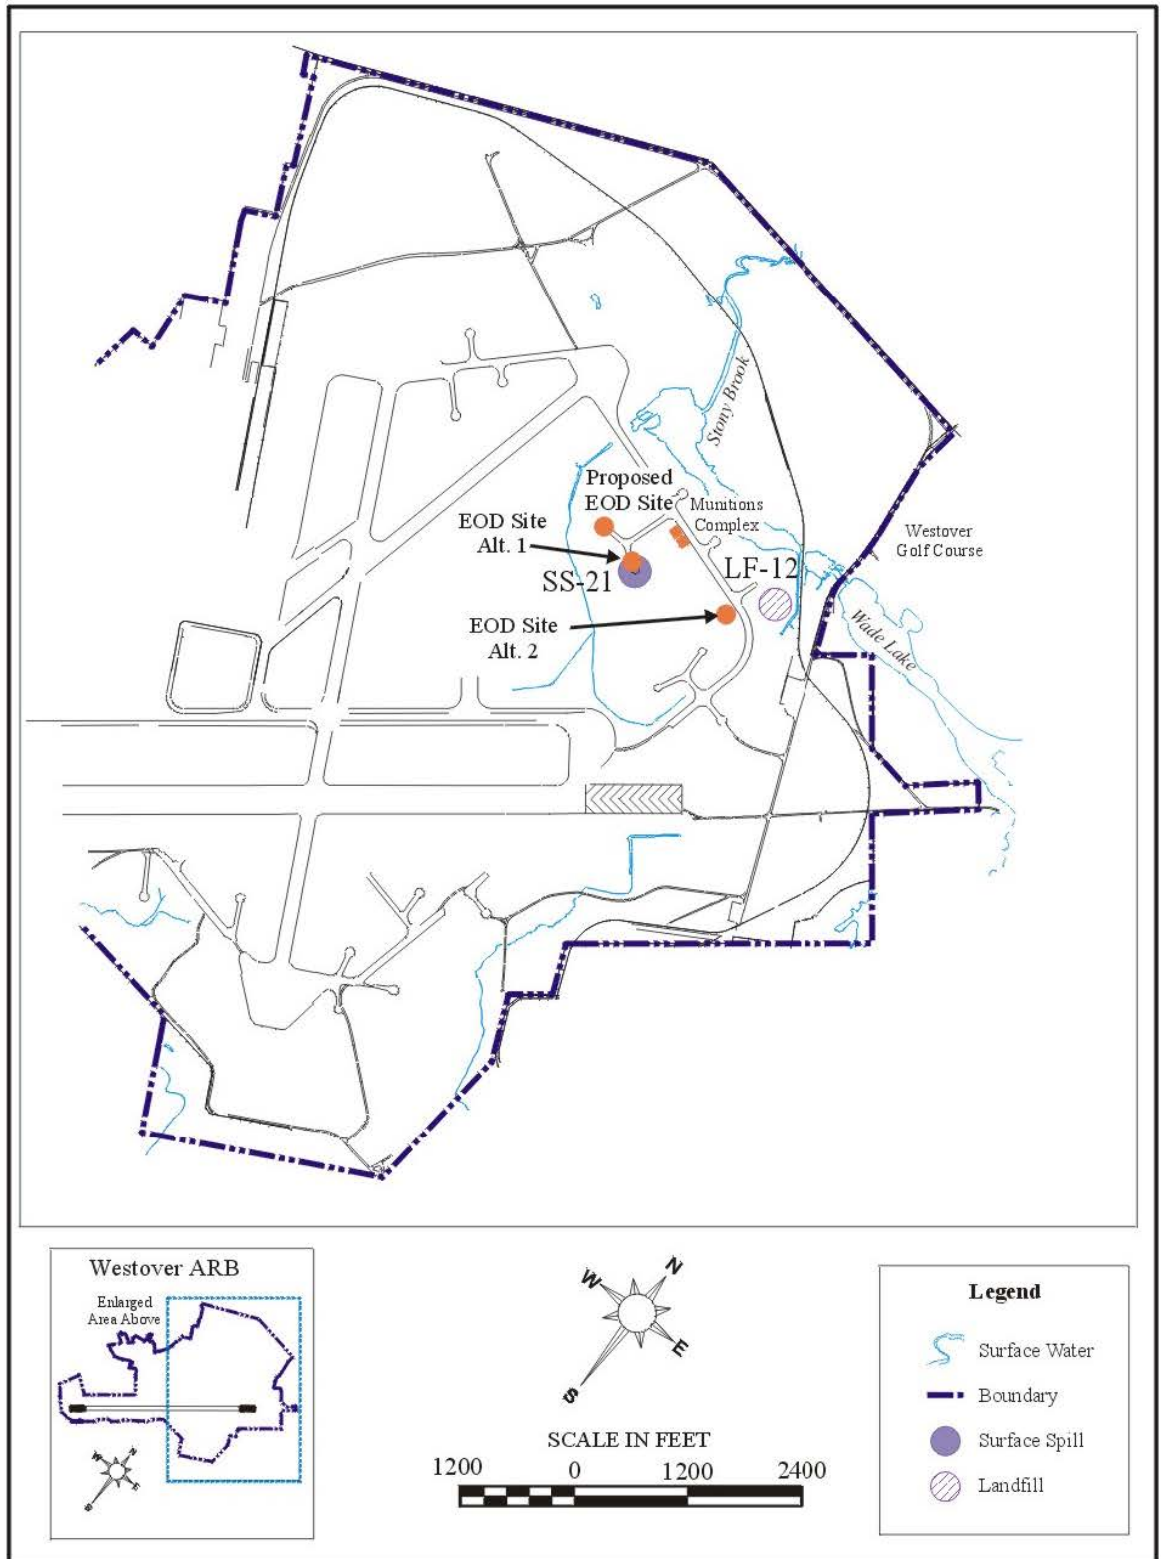 Stony Brook
Proposed
EOD Site
Munitions
Complex
EOD Site
Alt. 1
SS-21
LF-12
Westover
Golf Course
EOD Site
Alt. 2
Wade Lake
Westover ARB
Enlarged
Area Above
N
W
E
S
N
W
E
S
SCALE IN FEET
1200 0 1200 2400
Legend
Surface Water
Boundary
Surface Spill
Landfill